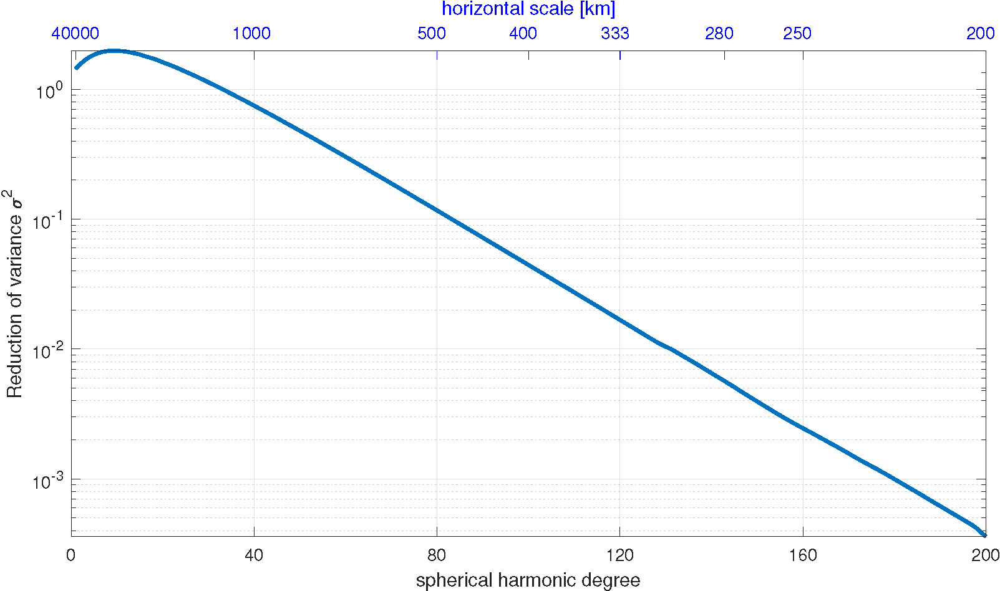 horizontal scale [km]
40000 1000 500 400 333 280 250 200
10^0
10^-1
10^-2
10^-3
Reduction of variance σ^2
0 40 80 120 160 200
spherical harmonic degree